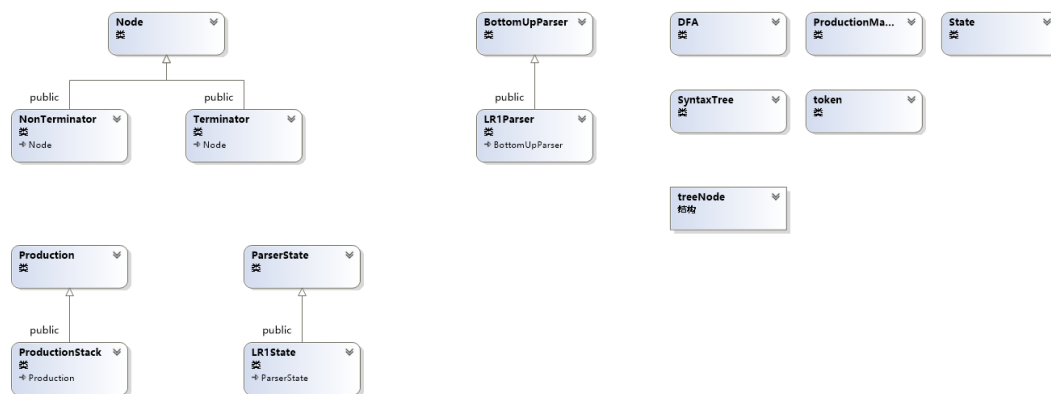 Node
类
BottomUpParser
类
DFA
类
ProductionMa...
类
State
类
public
public
public
NonTerminator
类
Node
Terminator
类
Node
LR1Parser
类
BottomUpParser
SyntaxTree
类
token
类
treeNode
结构
Production
类
ParserState
类
public
public
ProductionStack
类
Production
LR1State
类
ParserState